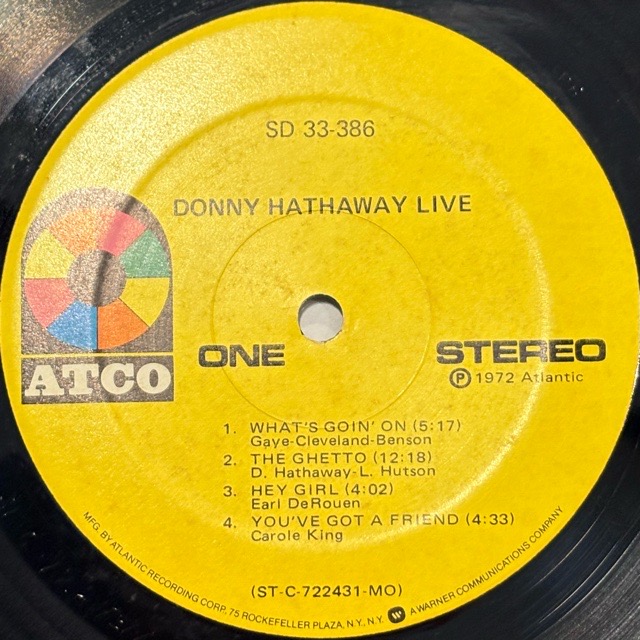 SD 33-386
DONNY HATHAWAY LIVE
ATCO
ONE
STEREO
Ⓟ 1972 Atlantic
1. WHAT'S GOIN' ON (5:17)
Gaye-Cleveland-Benson
2. THE GHETTO (12:18)
D. Hathaway-L. Hutson
3. HEY GIRL (4:02)
Earl DeRouen
4. YOU'VE GOT A FRIEND (4:33)
Carole King
(ST-C-722431-MO)
MFG. BY ATLANTIC RECORDING CORP., 75 ROCKEFELLER PLAZA, N.Y., N.Y. W A WARNER COMMUNICATIONS COMPANY